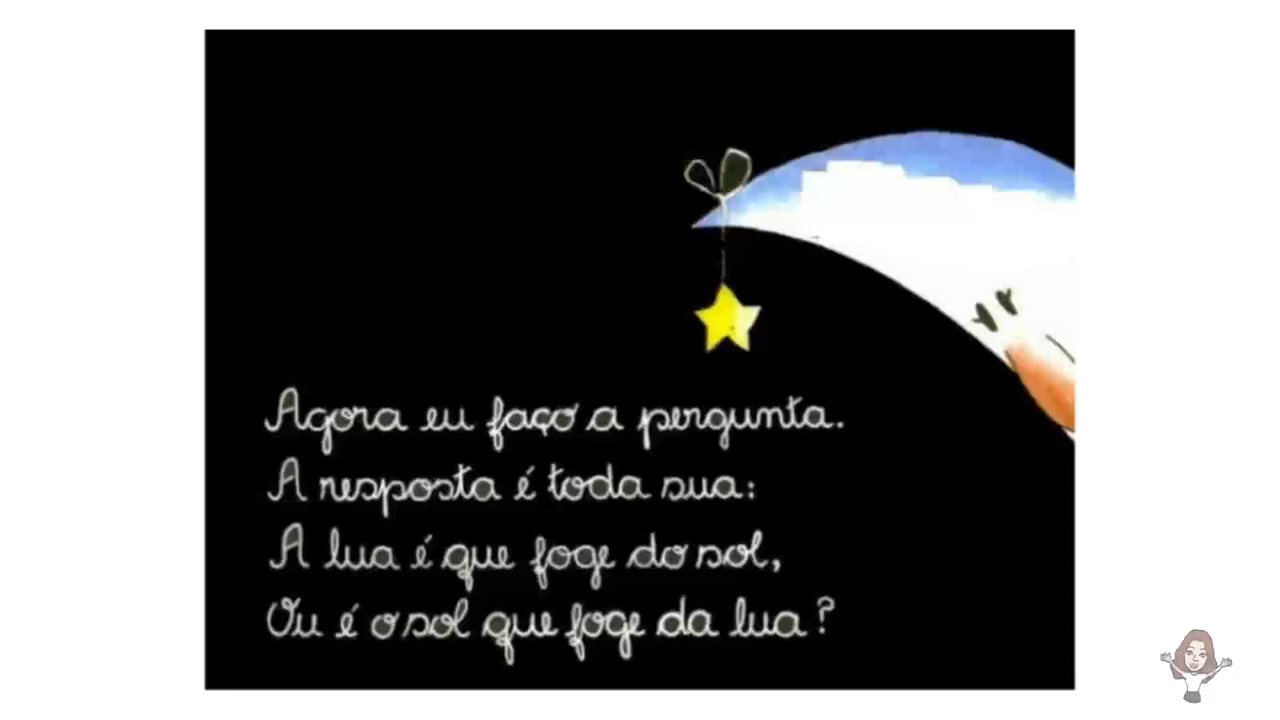 Agora eu faço a pergunta.
A resposta é toda sua:
A lua é que foge do sol,
Ou é o sol que foge da lua?